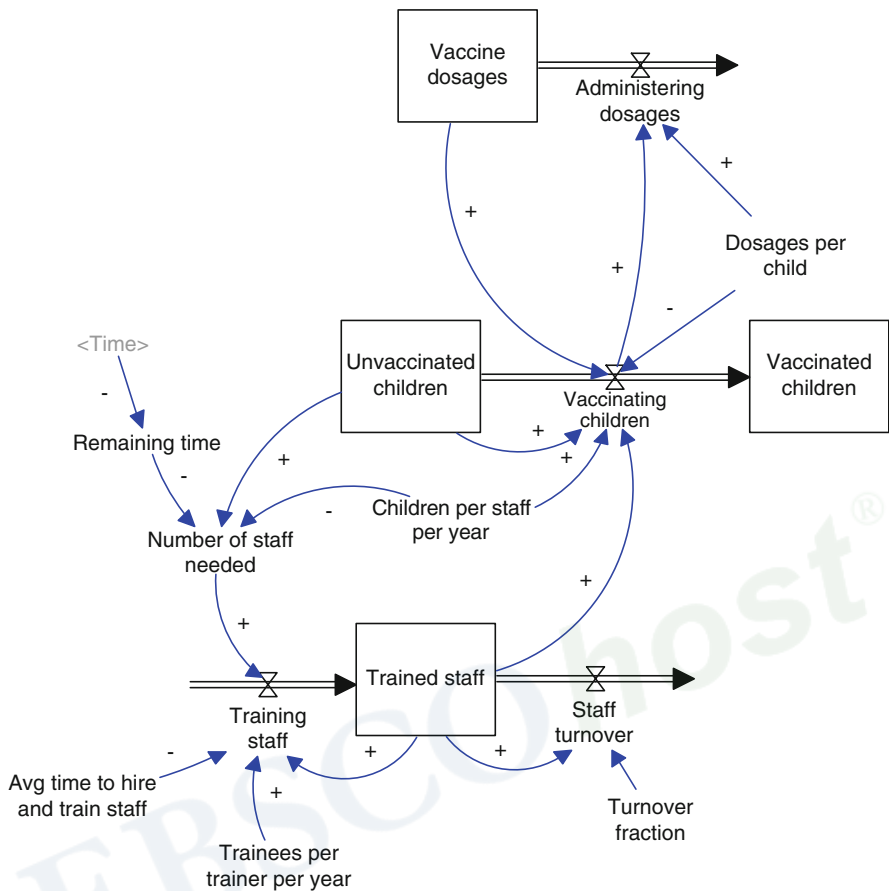 Vaccine
dosages
Administering
dosages
+
+
Dosages per
child
+
-
<Time>
Unvaccinated
children
Vaccinated
children
Vaccinating
children
-
Remaining time
+
+
-
+
Children per staff
per year
-
Number of staff
needed
+
+
Trained staff
Training
staff
Staff
turnover
-
+
+
Avg time to hire
and train staff
+
Turnover
fraction
Trainees per
trainer per year
EBSCOhost®